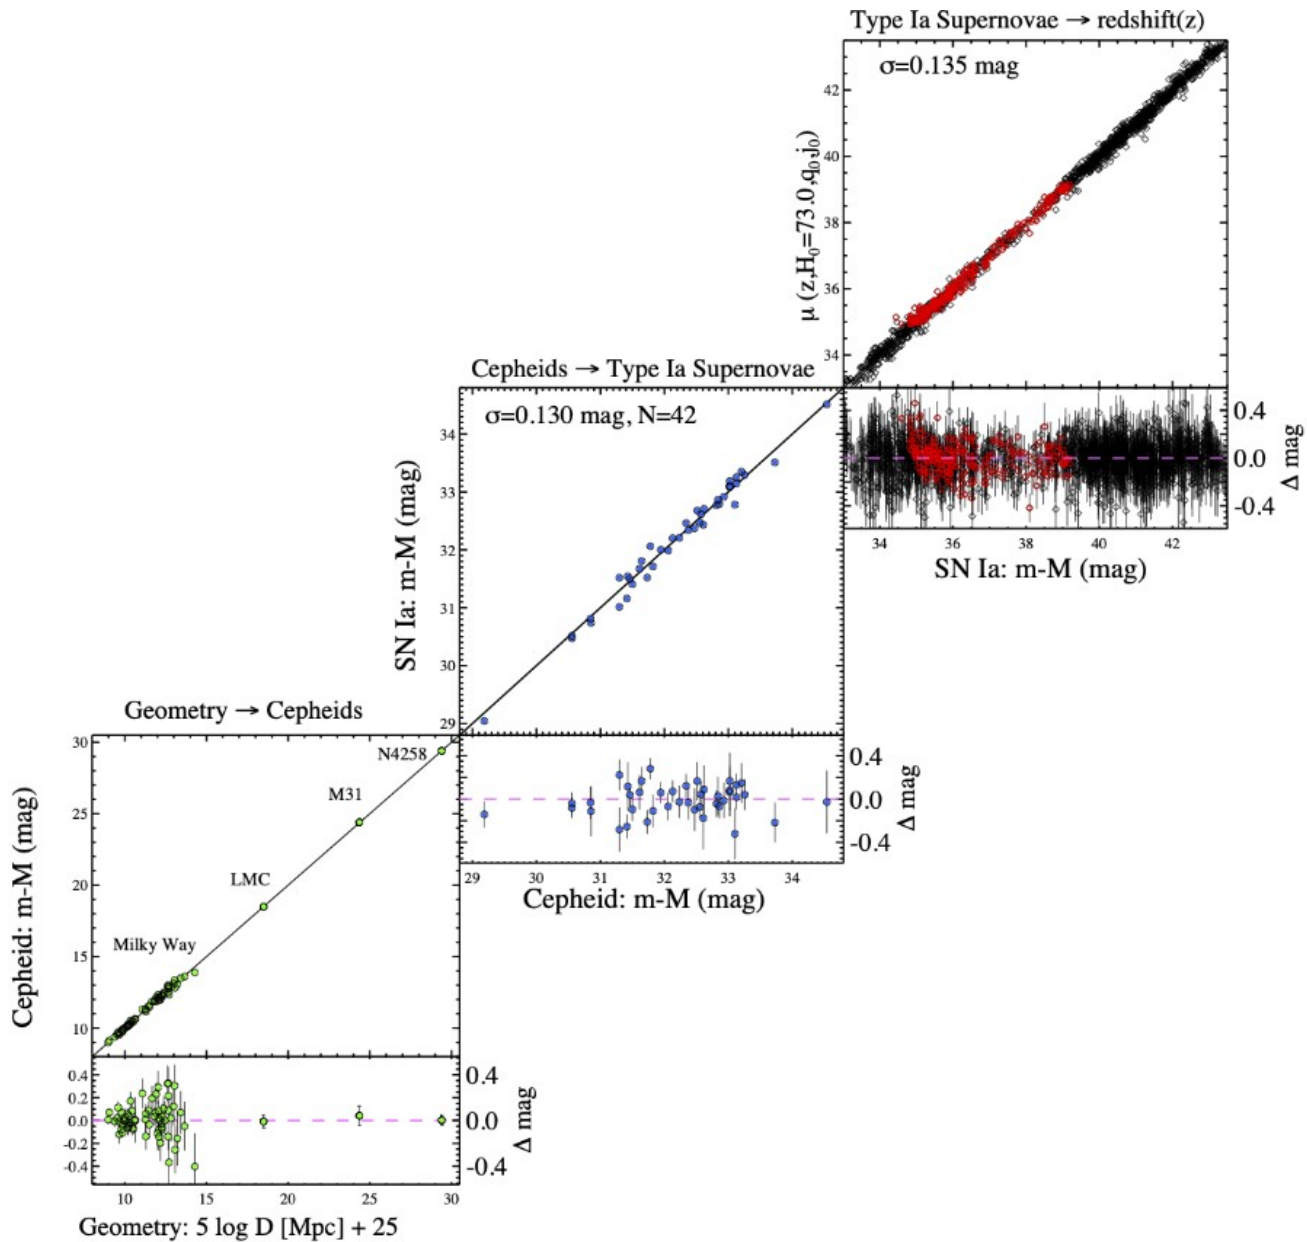 Type Ia Supernovae → redshift(z)
σ=0.135 mag
42
40
38
36
34
μ (z,H₀=73.0,q₀,j₀)
0.4
0.0
-0.4
Δ mag
34 36 38 40 42
SN Ia: m-M (mag)
Cepheids → Type Ia Supernovae
σ=0.130 mag, N=42
34
33
32
31
30
29
SN Ia: m-M (mag)
0.4
0.0
-0.4
Δ mag
29 30 31 32 33 34
Cepheid: m-M (mag)
Geometry → Cepheids
30
25
20
15
10
Cepheid: m-M (mag)
N4258
M31
LMC
Milky Way
0.4
0.2
0.0
-0.2
-0.4
0.4
0.0
-0.4
Δ mag
10 15 20 25 30
Geometry: 5 log D [Mpc] + 25